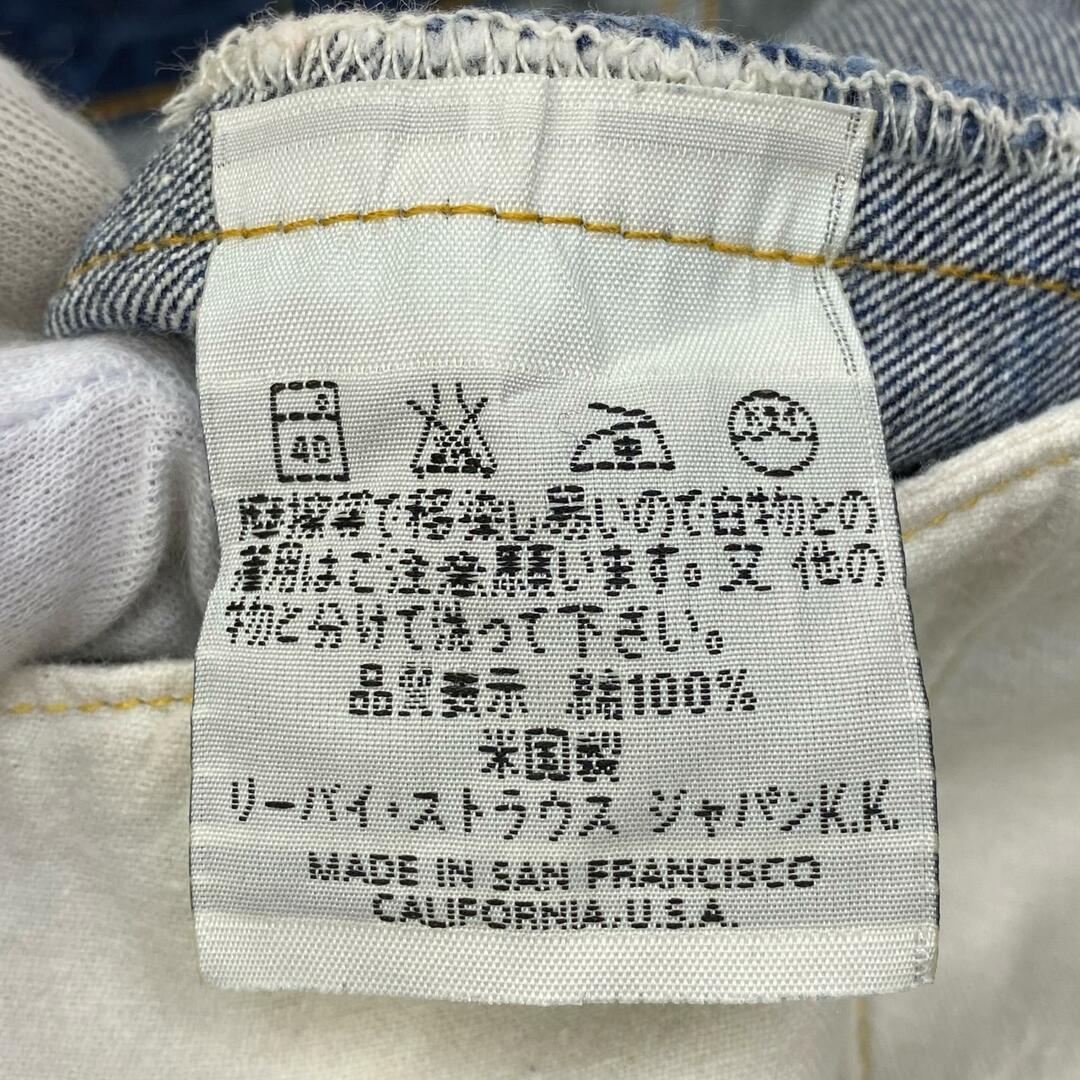 40
中
摩擦等で移染し易いので白物との
着用はご注意願います。又 他の
物と分けて洗って下さい。
品質表示 綿100%
米国製
リーバイ・ストラウス ジャパンK.K.
MADE IN SAN FRANCISCO
CALIFORNIA.U.S.A.